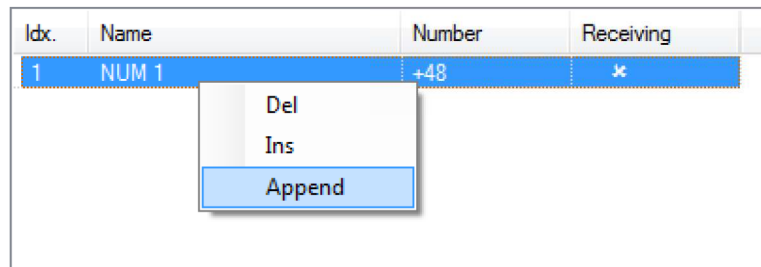 Idx. Name Number Receiving
1 NUM 1 +48
Del
Ins
Append